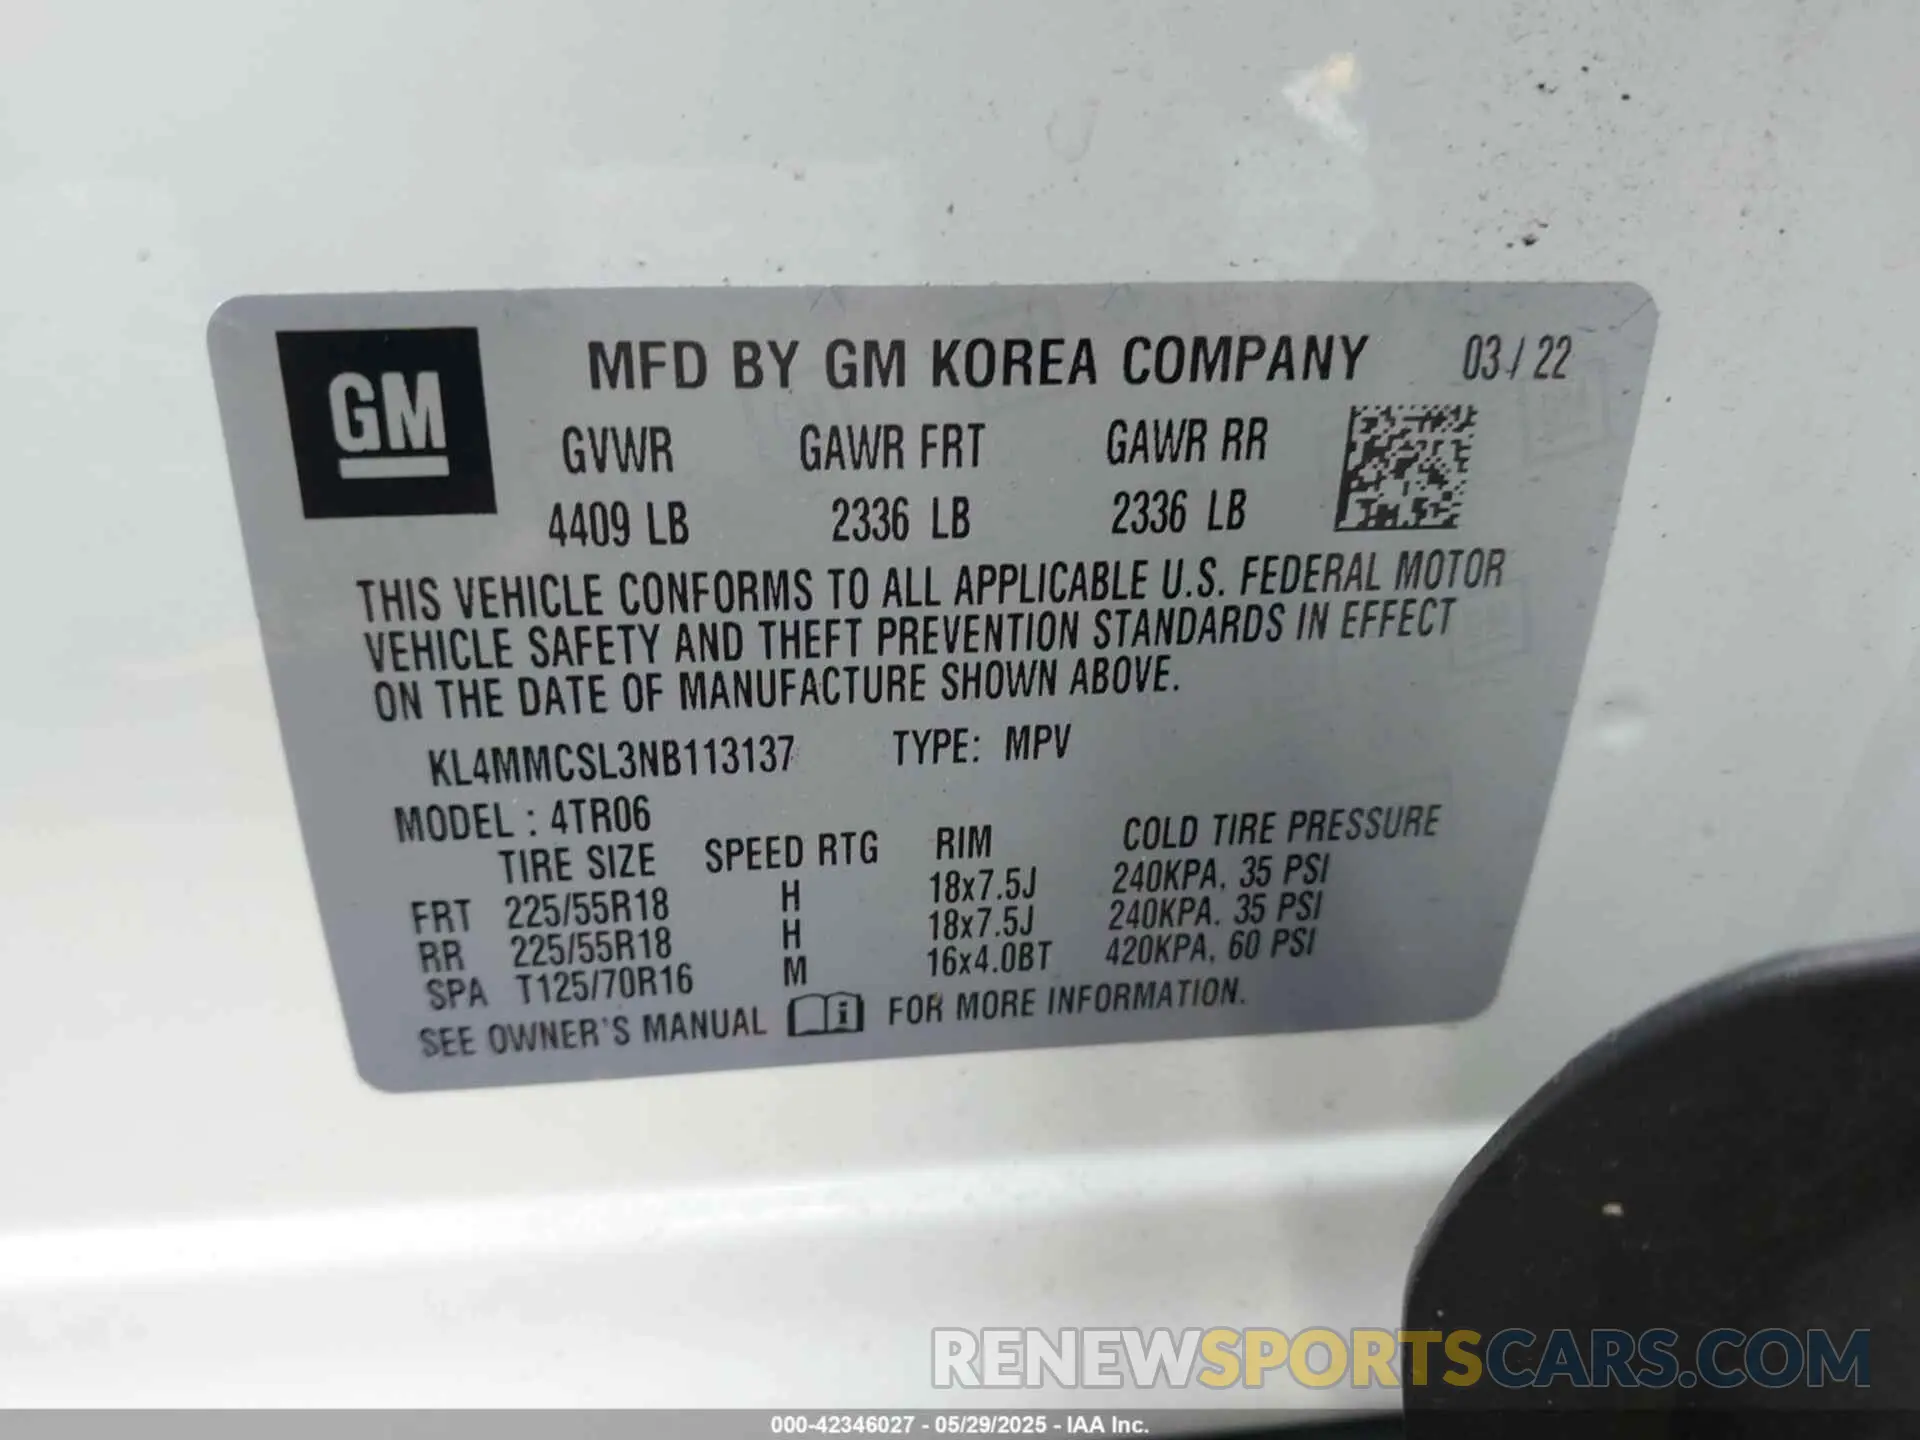 GM
MFD BY GM KOREA COMPANY 03/22
GVWR GAWR FRT GAWR RR
4409 LB 2336 LB 2336 LB
THIS VEHICLE CONFORMS TO ALL APPLICABLE U.S. FEDERAL MOTOR
VEHICLE SAFETY AND THEFT PREVENTION STANDARDS IN EFFECT
ON THE DATE OF MANUFACTURE SHOWN ABOVE.
KL4MMCSL3NB113137 TYPE: MPV
MODEL : 4TR06
TIRE SIZE SPEED RTG RIM COLD TIRE PRESSURE
FRT 225/55R18 H 18x7.5J 240KPA, 35 PSI
RR 225/55R18 H 18x7.5J 240KPA. 35 PSI
SPA T125/70R16 M 16x4.0BT 420KPA, 60 PSI
SEE OWNER'S MANUAL i FOR MORE INFORMATION.
RENEWSPORTSCARS.COM
000-42346027 - 05/29/2025 - IAA Inc.